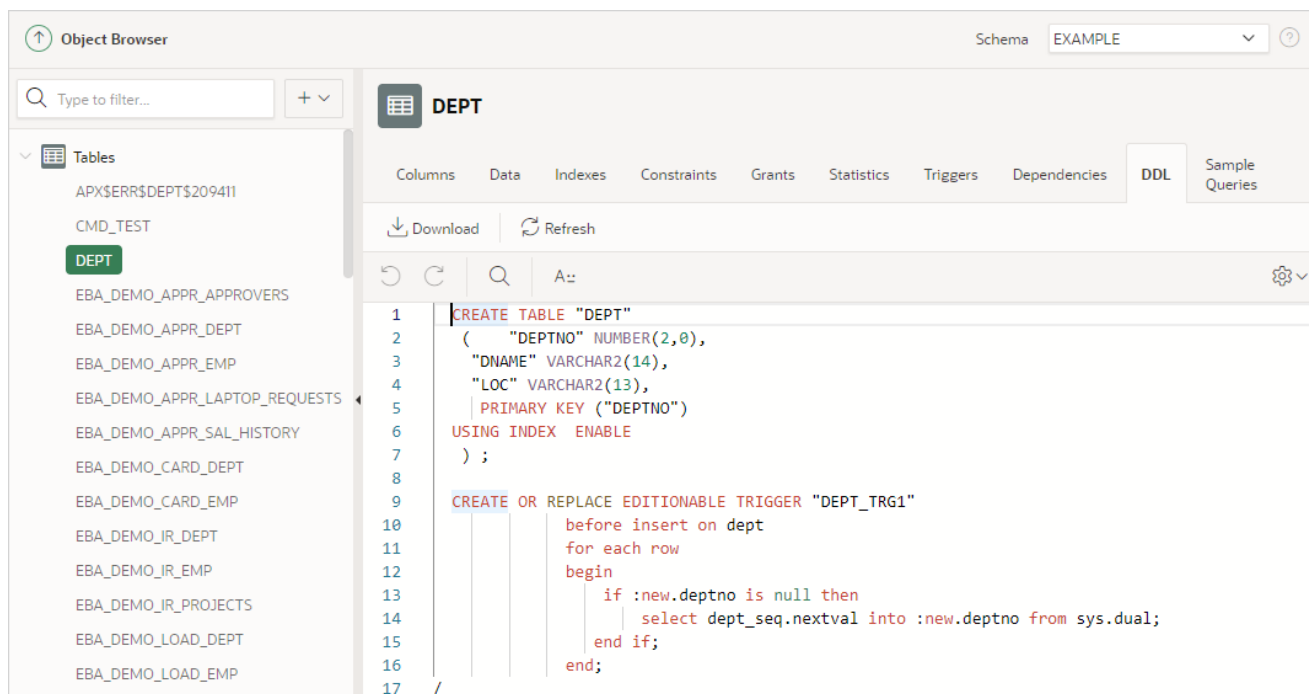 Object Browser
Schema EXAMPLE
Type to filter...
Tables
APX$ERR$DEPT$209411
CMD_TEST
DEPT
EBA_DEMO_APPR_APPROVERS
EBA_DEMO_APPR_DEPT
EBA_DEMO_APPR_EMP
EBA_DEMO_APPR_LAPTOP_REQUESTS
EBA_DEMO_APPR_SAL_HISTORY
EBA_DEMO_CARD_DEPT
EBA_DEMO_CARD_EMP
EBA_DEMO_IR_DEPT
EBA_DEMO_IR_EMP
EBA_DEMO_IR_PROJECTS
EBA_DEMO_LOAD_DEPT
EBA_DEMO_LOAD_EMP
DEPT
Columns Data Indexes Constraints Grants Statistics Triggers Dependencies DDL Sample Queries
Download Refresh
1 CREATE TABLE "DEPT"
2 ( "DEPTNO" NUMBER(2,0),
3 "DNAME" VARCHAR2(14),
4 "LOC" VARCHAR2(13),
5 PRIMARY KEY ("DEPTNO")
6 USING INDEX ENABLE
7 ) ;
8
9 CREATE OR REPLACE EDITIONABLE TRIGGER "DEPT_TRG1"
10 before insert on dept
11 for each row
12 begin
13 if :new.deptno is null then
14 select dept_seq.nextval into :new.deptno from sys.dual;
15 end if;
16 end;
17 /